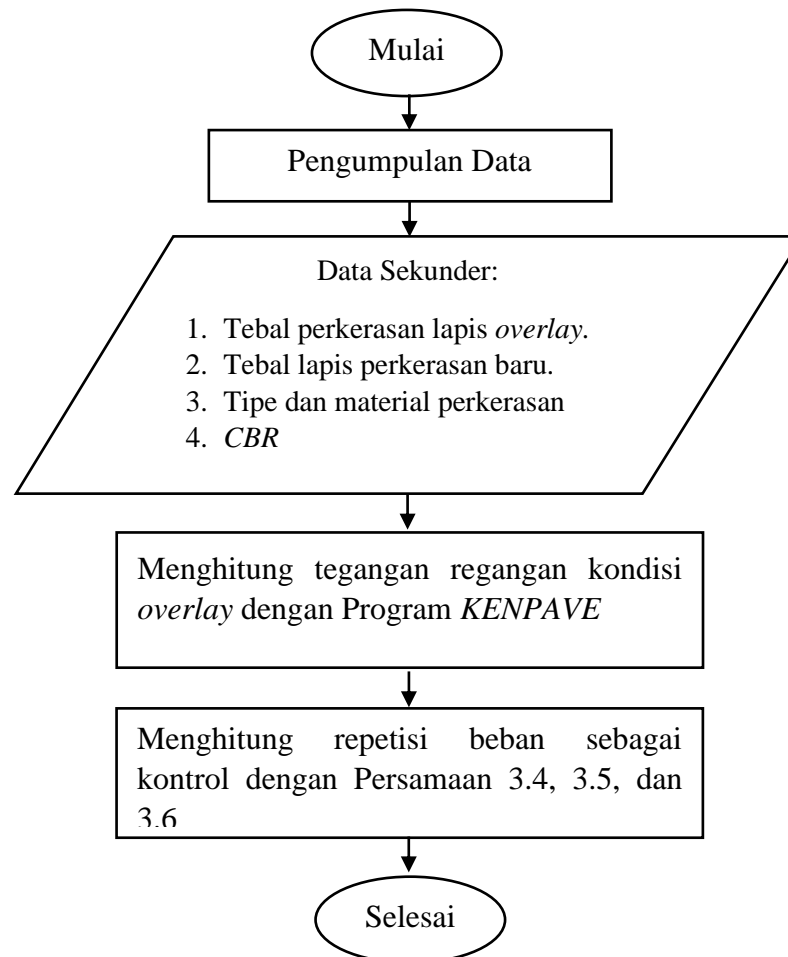 Mulai
Pengumpulan Data
Data Sekunder:
1. Tebal perkerasan lapis overlay.
2. Tebal lapis perkerasan baru.
3. Tipe dan material perkerasan
4. CBR
Menghitung tegangan regangan kondisi
overlay dengan Program KENPAVE
Menghitung repetisi beban sebagai
kontrol dengan Persamaan 3.4, 3.5, dan
3.6
Selesai